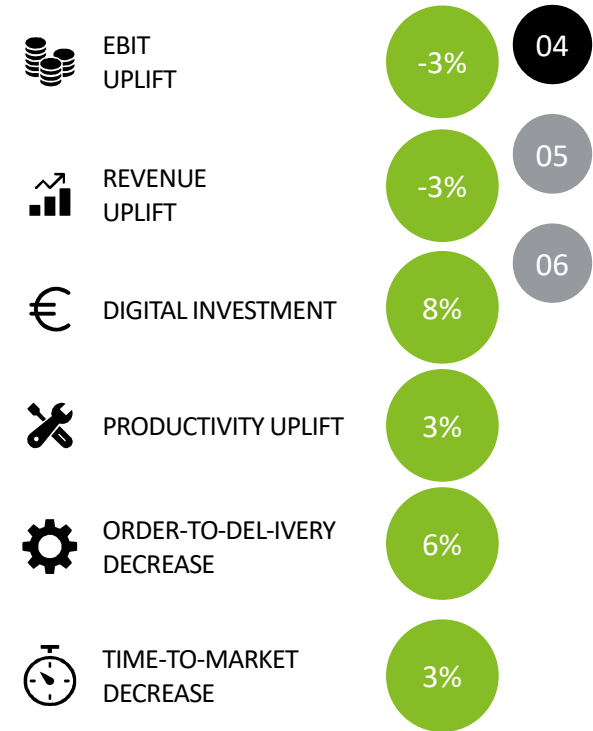 EBIT
UPLIFT
-3%
04
REVENUE
UPLIFT
-3%
05
06
€
DIGITAL INVESTMENT
8%
PRODUCTIVITY UPLIFT
3%
ORDER-TO-DEL-IVERY
DECREASE
6%
TIME-TO-MARKET
DECREASE
3%